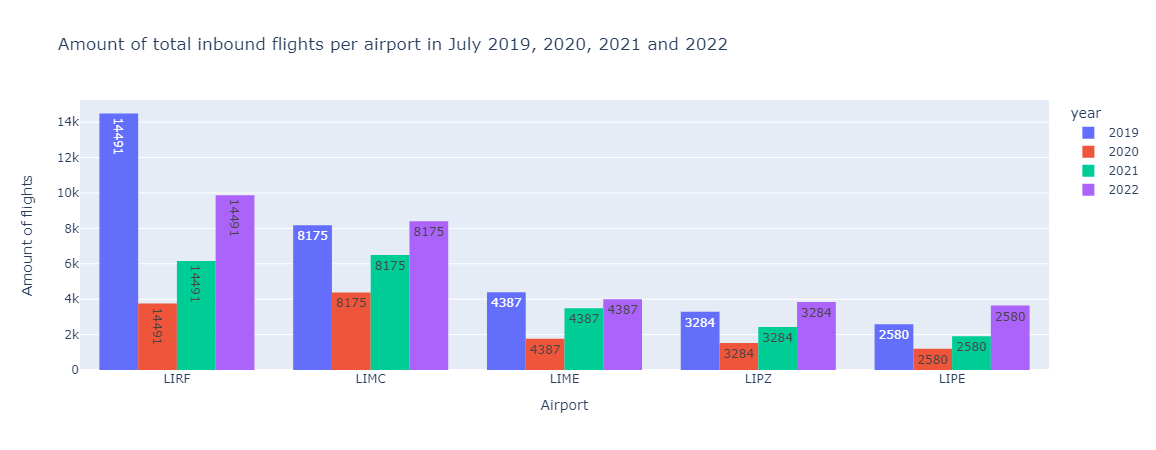 Amount of total inbound flights per airport in July 2019, 2020, 2021 and 2022
year
2019
2020
2021
2022
Amount of flights
14k
12k
10k
8k
6k
4k
2k
0
14491
14491
14491
14491
8175
8175
8175
8175
4387
4387
4387
4387
3284
3284
3284
3284
2580
2580
2580
2580
LIRF
LIMC
LIME
LIPZ
LIPE
Airport